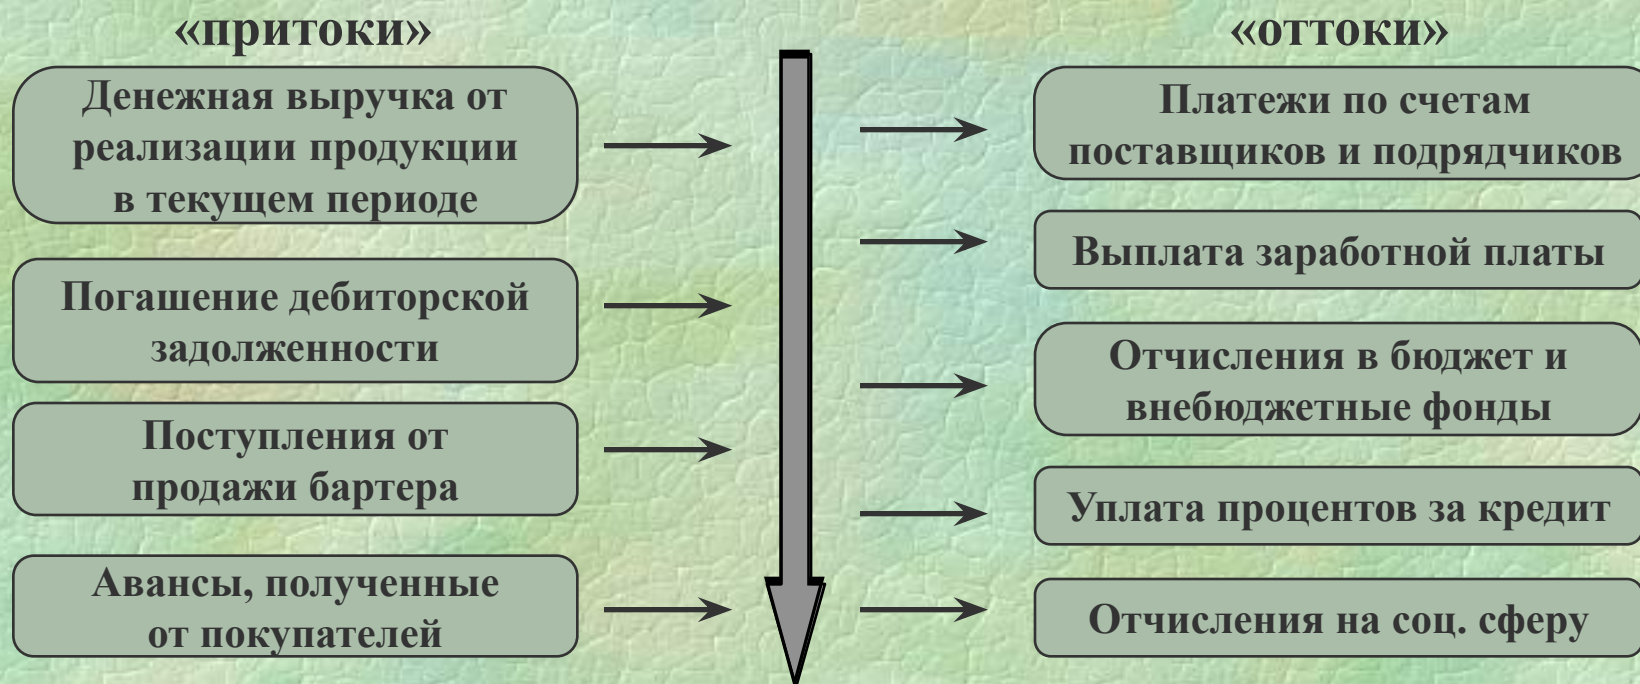 «притоки»
Денежная выручка от
реализации продукции
в текущем периоде
Погашение дебиторской
задолженности
Поступления от
продажи бартера
Авансы, полученные
от покупателей
«оттоки»
Платежи по счетам
поставщиков и подрядчиков
Выплата заработной платы
Отчисления в бюджет и
внебюджетные фонды
Уплата процентов за кредит
Отчисления на соц. сферу